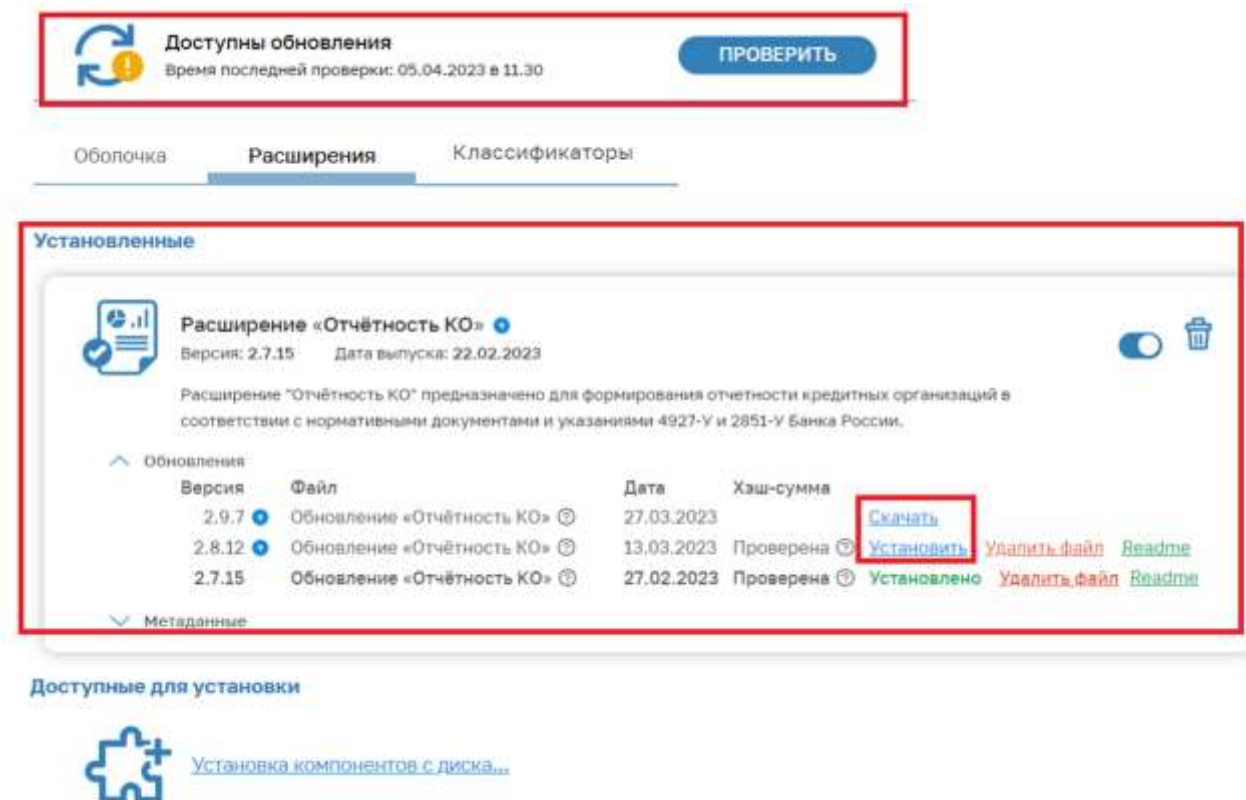 Доступны обновления
Время последней проверки: 05.04.2023 в 11.30
ПРОВЕРИТЬ
Оболочка Расширения Классификаторы
Установленные
Расширение «Отчётность КО»
Версия: 2.7.15 Дата выпуска: 22.02.2023
Расширение "Отчётность КО" предназначено для формирования отчетности кредитных организаций в
соответствии с нормативными документами и указаниями 4927-У и 2851-У Банка России.
Обновления
Версия Файл Дата Хэш-сумма
2.9.7 Обновление «Отчётность КО» 27.03.2023 Скачать
2.8.12 Обновление «Отчётность КО» 13.03.2023 Проверена Установить Удалить файл Readme
2.7.15 Обновление «Отчётность КО» 27.02.2023 Проверена Установлено Удалить файл Readme
Метаданные
Доступные для установки
Установка компонентов с диска...